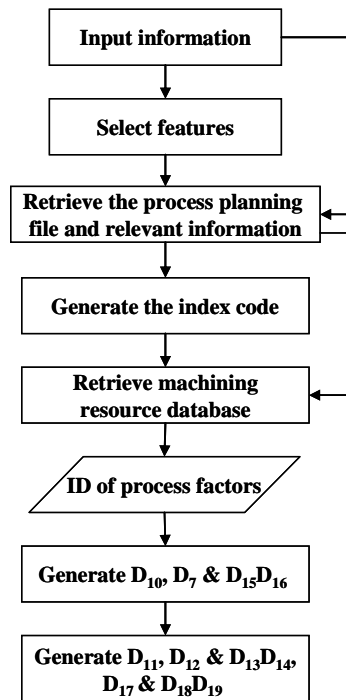 Input information
Select features
Retrieve the process planning
file and relevant information
Generate the index code
Retrieve machining
resource database
ID of process factors
Generate D₁₀, D₇ & D₁₅D₁₆
Generate D₁₁, D₁₂ & D₁₃D₁₄,
D₁₇ & D₁₈D₁₉